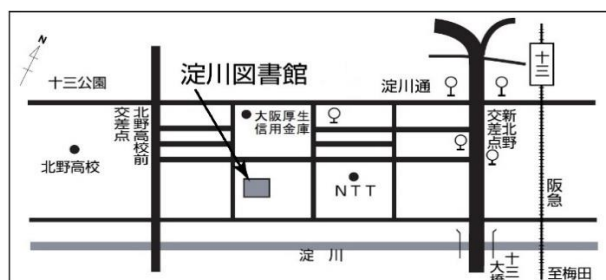 N
十三公園
淀川図書館
淀川通
十三
北野高校前
交差点
大阪厚生
信用金庫
新北野
交差点
北野高校
NTT
阪急
淀川
十三
大橋
至梅田